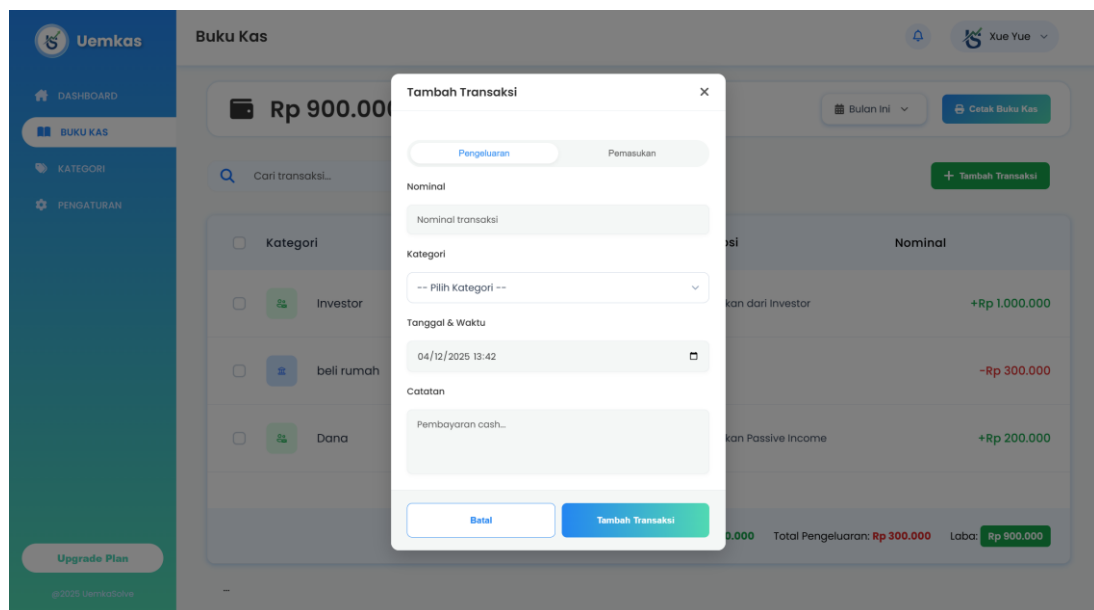 Uemkas
Buku Kas
Xue Yue
DASHBOARD
BUKU KAS
KATEGORI
PENGATURAN
Upgrade Plan
@2025 UemkaSolve
Rp 900.000
Bulan Ini
Cetak Buku Kas
Cari transaksi...
+ Tambah Transaksi
Kategori
Nominal
Investor
kan dari Investor
+Rp 1.000.000
beli rumah
-Rp 300.000
Dana
kan Passive Income
+Rp 200.000
0.000 Total Pengeluaran: Rp 300.000 Laba: Rp 900.000
Tambah Transaksi
Pengeluaran Pemasukan
Nominal
Nominal transaksi
Kategori
-- Pilih Kategori --
Tanggal & Waktu
04/12/2025 13:42
Catatan
Pembayaran cash...
Batal Tambah Transaksi